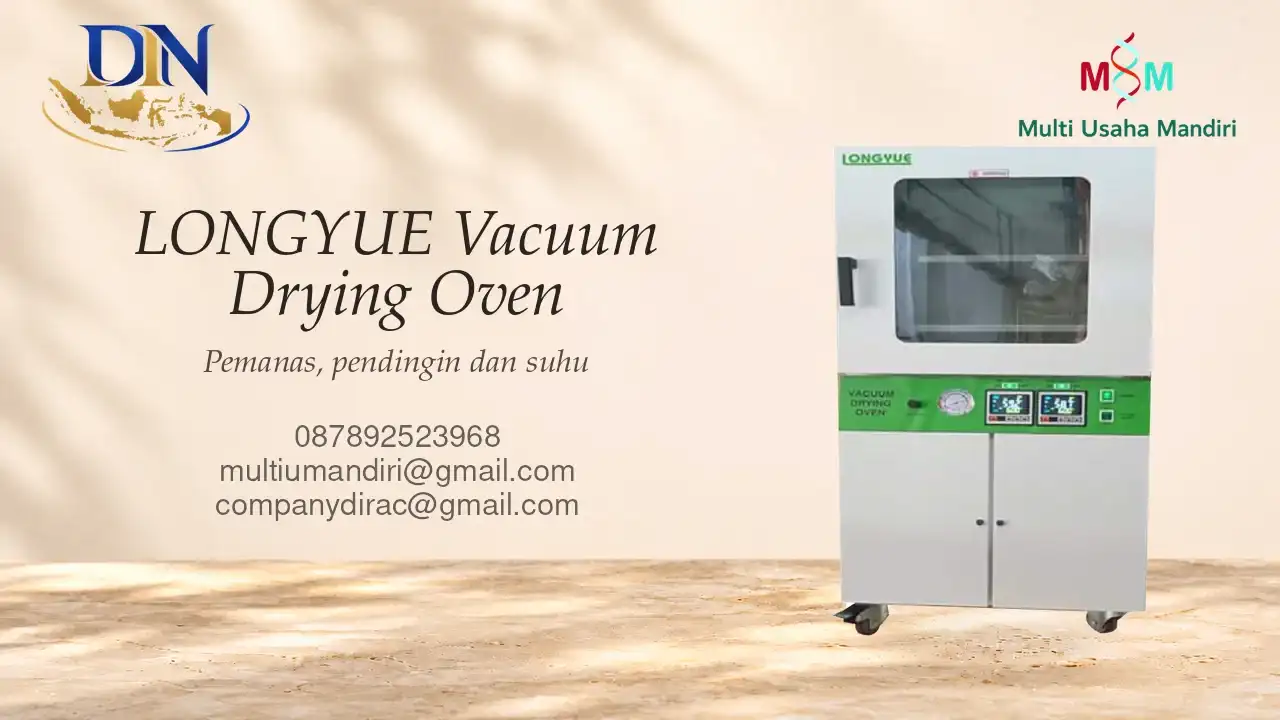 DIN
M M
Multi Usaha Mandiri
LONGYUE
LONGYUE Vacuum
Drying Oven
Pemanas, pendingin dan suhu
087892523968
multiumandiri@gmail.com
companydirac@gmail.com
VACUUM
DRYING
OVEN